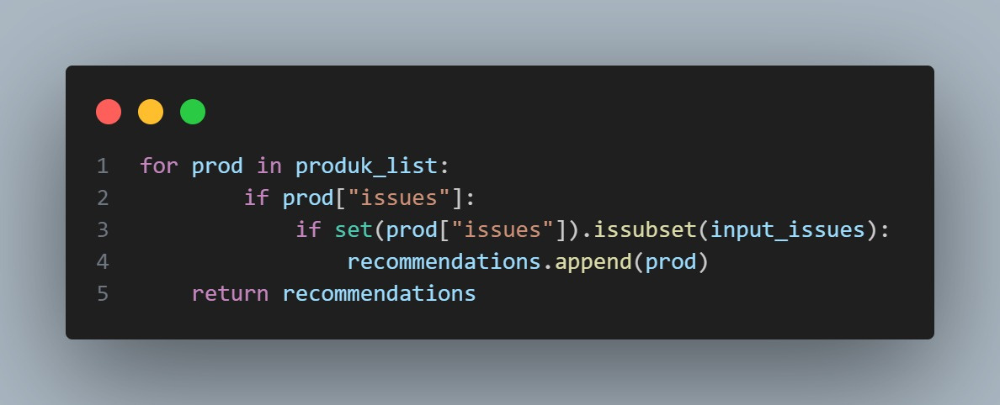 1 for prod in produk_list:
2         if prod["issues"]:
3             if set(prod["issues"]).issubset(input_issues):
4                 recommendations.append(prod)
5     return recommendations